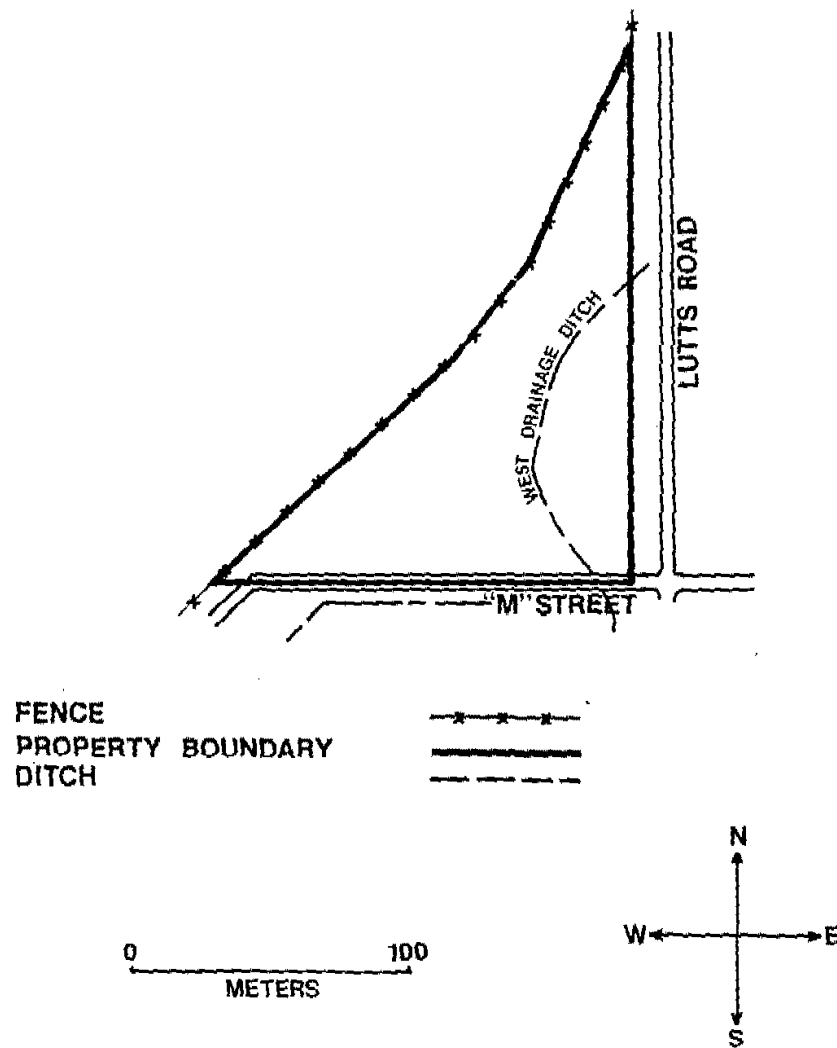 LUTTS ROAD
WEST DRAINAGE DITCH
"M" STREET
FENCE
PROPERTY BOUNDARY
DITCH
N
W E
S
0 100
METERS